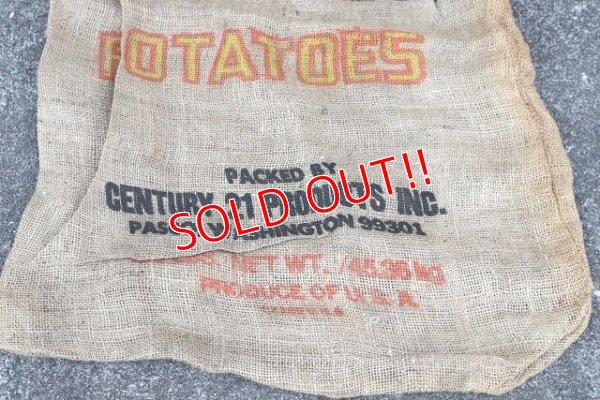 POTATOES
PACKED BY
CENTURY 21 PRODUCTS INC.
PASCO, WASHINGTON 99301
SOLD OUT!!
NET WT. /45.36 KG
PRODUCE OF U.S.A.